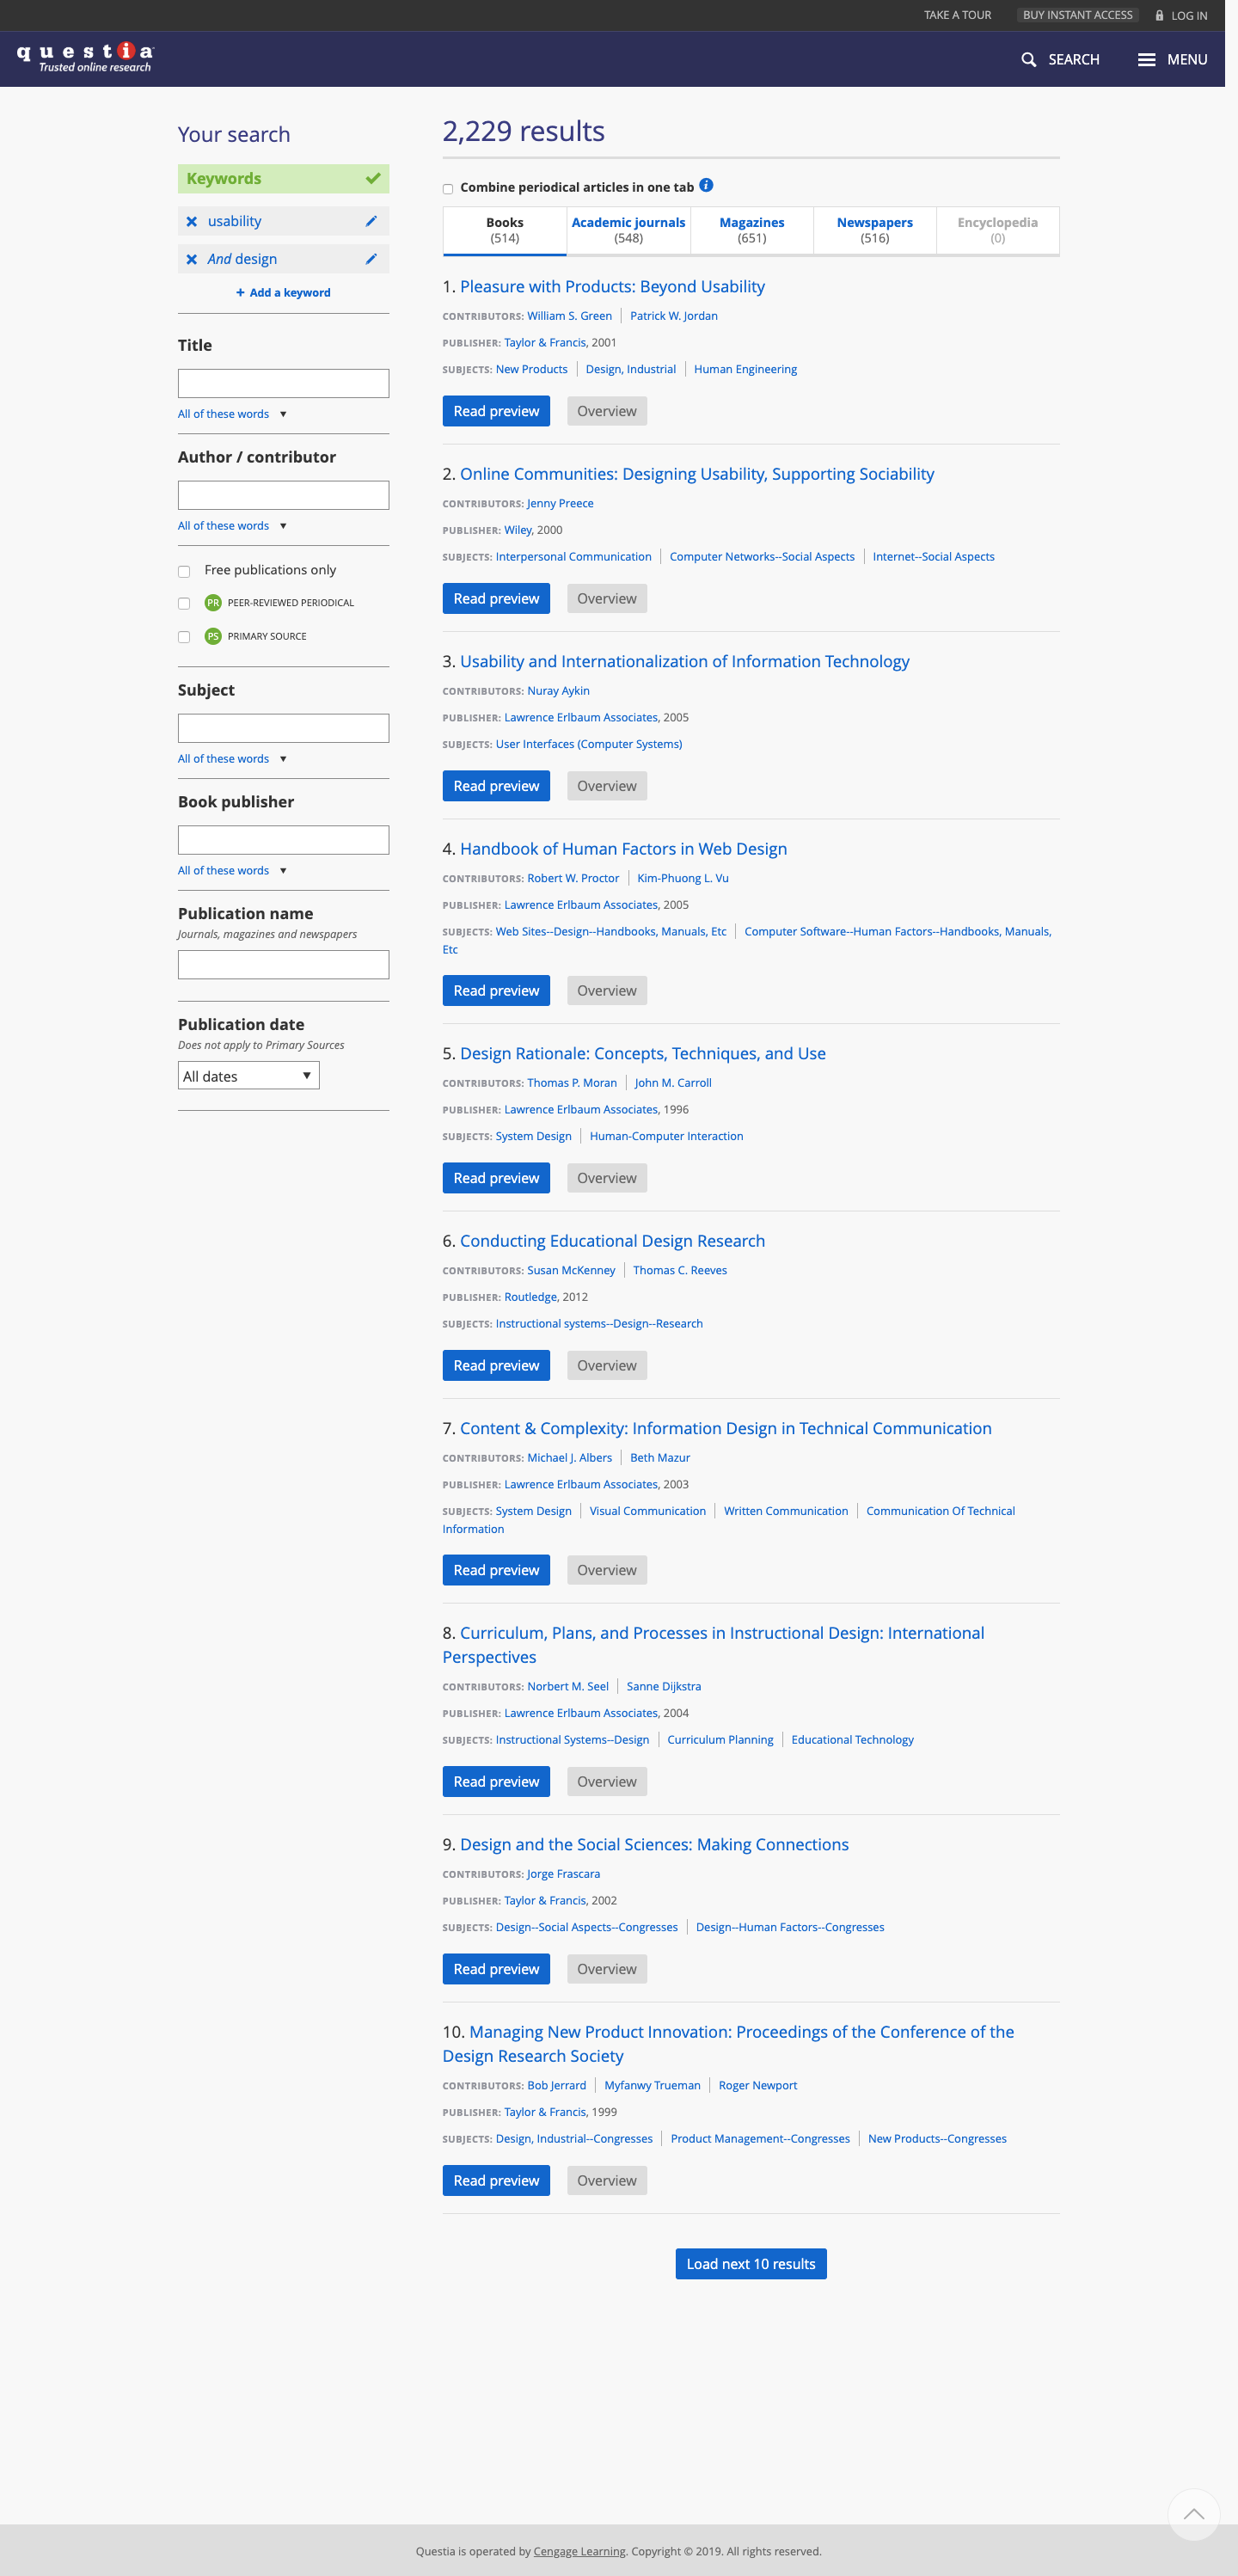 TAKE A TOUR BUY INSTANT ACCESS LOG IN
questia
Trusted online research
SEARCH MENU
Your search
Keywords
usability
And design
+ Add a keyword
Title
All of these words ▼
Author / contributor
All of these words ▼
Free publications only
PR PEER-REVIEWED PERIODICAL
PS PRIMARY SOURCE
Subject
All of these words ▼
Book publisher
All of these words ▼
Publication name
Journals, magazines and newspapers
Publication date
Does not apply to Primary Sources
All dates ▼
2,229 results
Combine periodical articles in one tab i
Books Academic journals Magazines Newspapers Encyclopedia
(514) (548) (651) (516) (0)
1. Pleasure with Products: Beyond Usability
CONTRIBUTORS: William S. Green | Patrick W. Jordan
PUBLISHER: Taylor & Francis, 2001
SUBJECTS: New Products | Design, Industrial | Human Engineering
Read preview Overview
2. Online Communities: Designing Usability, Supporting Sociability
CONTRIBUTORS: Jenny Preece
PUBLISHER: Wiley, 2000
SUBJECTS: Interpersonal Communication | Computer Networks--Social Aspects | Internet--Social Aspects
Read preview Overview
3. Usability and Internationalization of Information Technology
CONTRIBUTORS: Nuray Aykin
PUBLISHER: Lawrence Erlbaum Associates, 2005
SUBJECTS: User Interfaces (Computer Systems)
Read preview Overview
4. Handbook of Human Factors in Web Design
CONTRIBUTORS: Robert W. Proctor | Kim-Phuong L. Vu
PUBLISHER: Lawrence Erlbaum Associates, 2005
SUBJECTS: Web Sites--Design--Handbooks, Manuals, Etc | Computer Software--Human Factors--Handbooks, Manuals,
Etc
Read preview Overview
5. Design Rationale: Concepts, Techniques, and Use
CONTRIBUTORS: Thomas P. Moran | John M. Carroll
PUBLISHER: Lawrence Erlbaum Associates, 1996
SUBJECTS: System Design | Human-Computer Interaction
Read preview Overview
6. Conducting Educational Design Research
CONTRIBUTORS: Susan McKenney | Thomas C. Reeves
PUBLISHER: Routledge, 2012
SUBJECTS: Instructional systems--Design--Research
Read preview Overview
7. Content & Complexity: Information Design in Technical Communication
CONTRIBUTORS: Michael J. Albers | Beth Mazur
PUBLISHER: Lawrence Erlbaum Associates, 2003
SUBJECTS: System Design | Visual Communication | Written Communication | Communication Of Technical
Information
Read preview Overview
8. Curriculum, Plans, and Processes in Instructional Design: International
Perspectives
CONTRIBUTORS: Norbert M. Seel | Sanne Dijkstra
PUBLISHER: Lawrence Erlbaum Associates, 2004
SUBJECTS: Instructional Systems--Design | Curriculum Planning | Educational Technology
Read preview Overview
9. Design and the Social Sciences: Making Connections
CONTRIBUTORS: Jorge Frascara
PUBLISHER: Taylor & Francis, 2002
SUBJECTS: Design--Social Aspects--Congresses | Design--Human Factors--Congresses
Read preview Overview
10. Managing New Product Innovation: Proceedings of the Conference of the
Design Research Society
CONTRIBUTORS: Bob Jerrard | Myfanwy Trueman | Roger Newport
PUBLISHER: Taylor & Francis, 1999
SUBJECTS: Design, Industrial--Congresses | Product Management--Congresses | New Products--Congresses
Read preview Overview
Load next 10 results
Questia is operated by Cengage Learning. Copyright © 2019. All rights reserved.